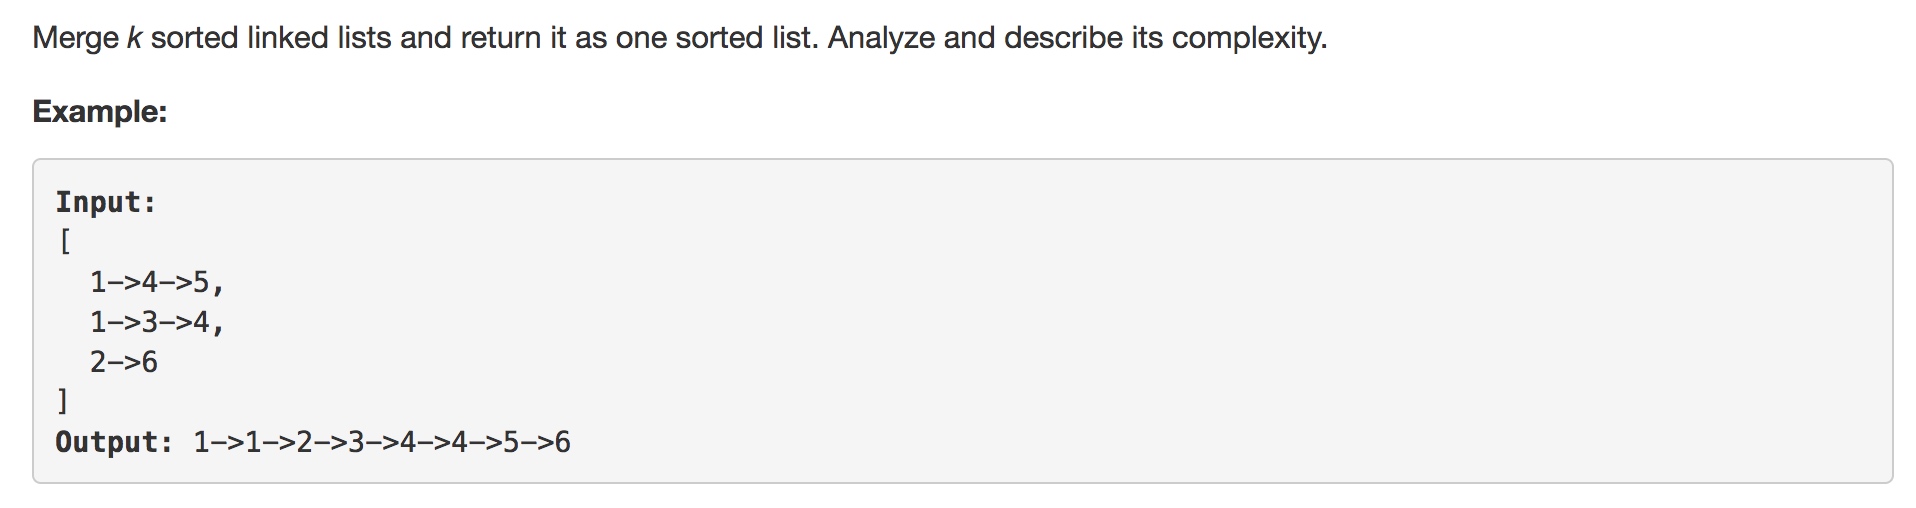 Merge k sorted linked lists and return it as one sorted list. Analyze and describe its complexity.
Example:
Input:
[
  1->4->5,
  1->3->4,
  2->6
]
Output: 1->1->2->3->4->4->5->6